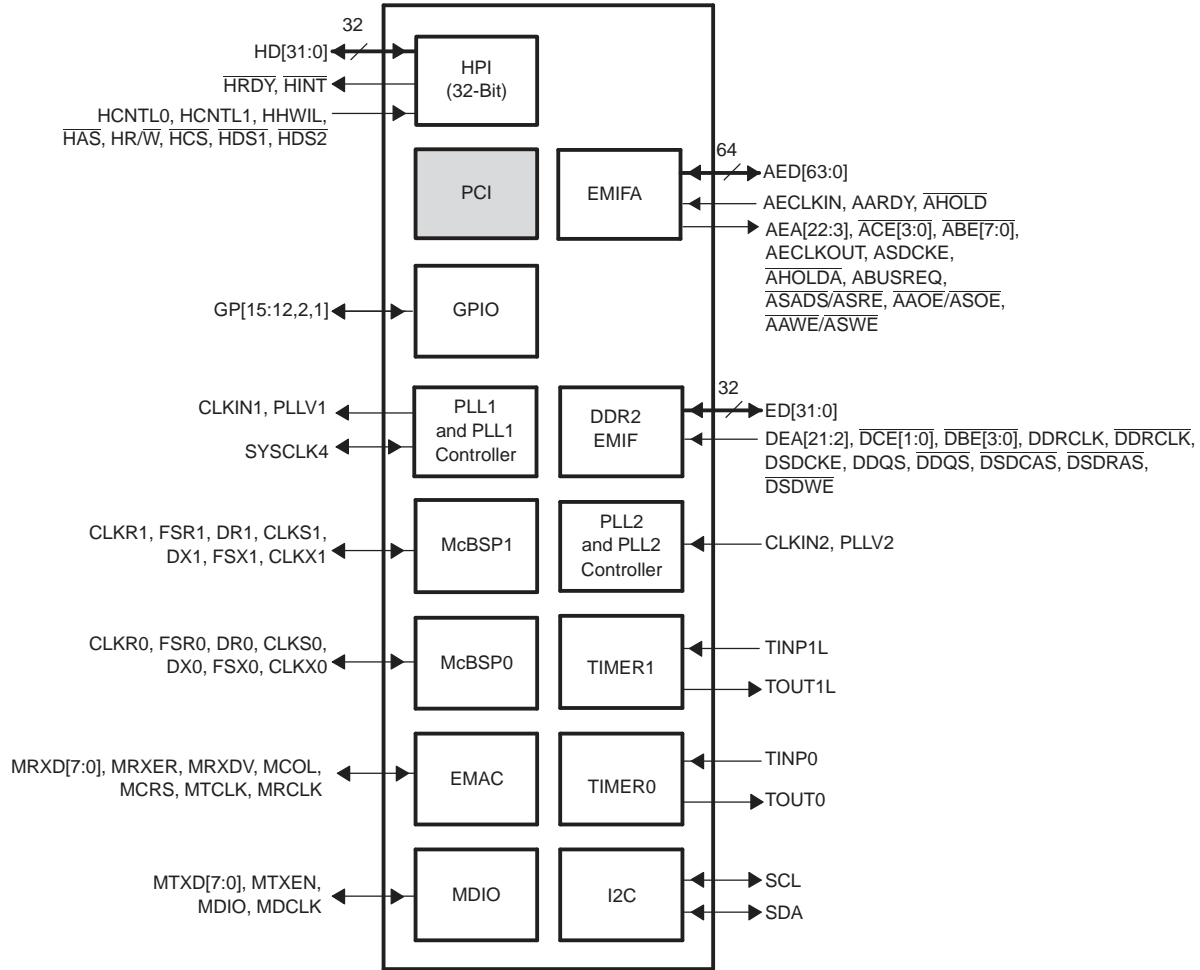 32
HD[31:0]
HRDY, HINT
HCNTL0, HCNTL1, HHWIL,
HAS, HR/W, HCS, HDS1, HDS2
HPI
(32-Bit)
PCI
EMIFA
64
AED[63:0]
AECLKIN, AARDY, AHOLD
AEA[22:3], ACE[3:0], ABE[7:0],
AECLKOUT, ASDCKE,
AHOLDA, ABUSREQ,
ASADS/ASRE, AAOE/ASOE,
AAWE/ASWE
GP[15:12,2,1]
GPIO
CLKIN1, PLLV1
SYSCLK4
PLL1
and PLL1
Controller
DDR2
EMIF
32
ED[31:0]
DEA[21:2], DCE[1:0], DBE[3:0], DDRCLK, DDRCLK,
DSDCKE, DDQS, DDQS, DSDCAS, DSDRAS,
DSDWE
CLKR1, FSR1, DR1, CLKS1,
DX1, FSX1, CLKX1
McBSP1
PLL2
and PLL2
Controller
CLKIN2, PLLV2
CLKR0, FSR0, DR0, CLKS0,
DX0, FSX0, CLKX0
McBSP0
TIMER1
TINP1L
TOUT1L
MRXD[7:0], MRXER, MRXDV, MCOL,
MCRS, MTCLK, MRCLK
EMAC
TIMER0
TINP0
TOUT0
MTXD[7:0], MTXEN,
MDIO, MDCLK
MDIO
I2C
SCL
SDA